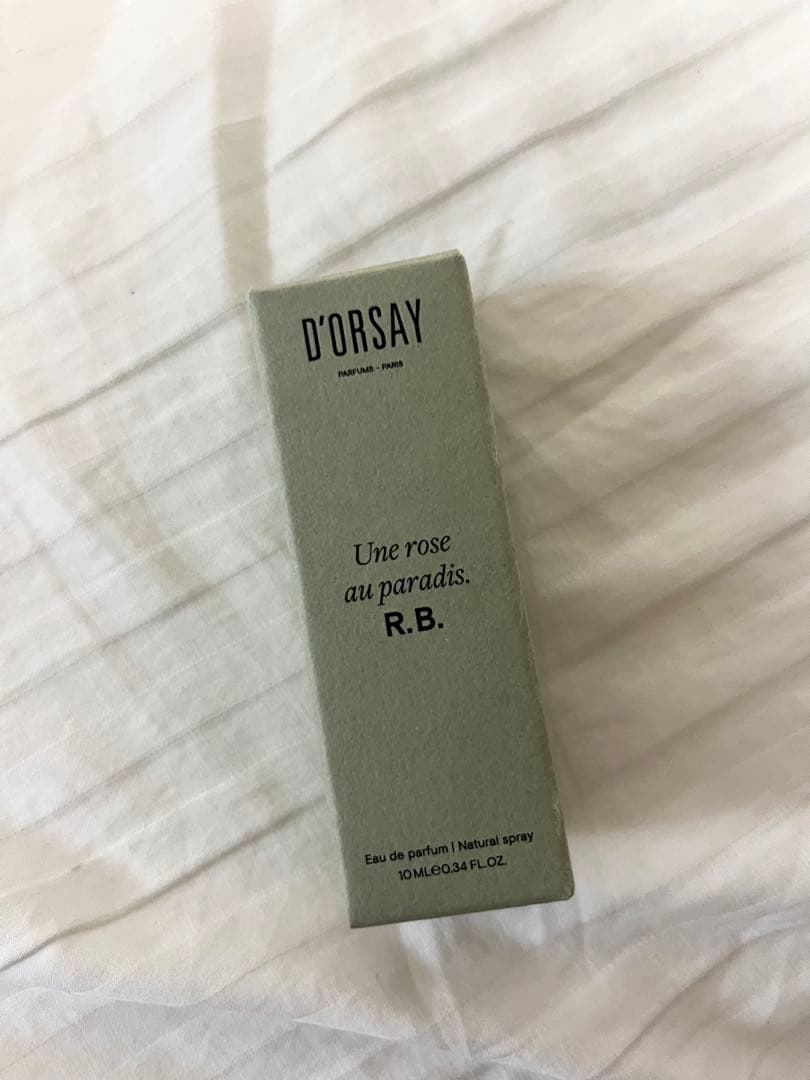 D'ORSAY
PARFUMS - PARIS
Une rose
au paradis.
R.B.
Eau de parfum | Natural spray
10 ML℮0.34 FL.OZ.